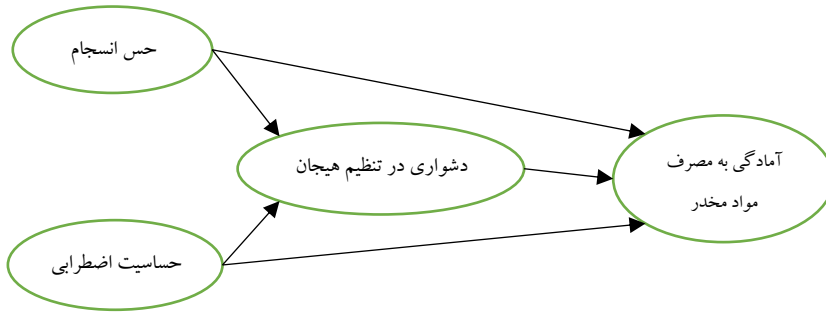 حس انسجام
دشواری در تنظیم هیجان
آمادگی به مصرف
مواد مخدر
حساسیت اضطرابی